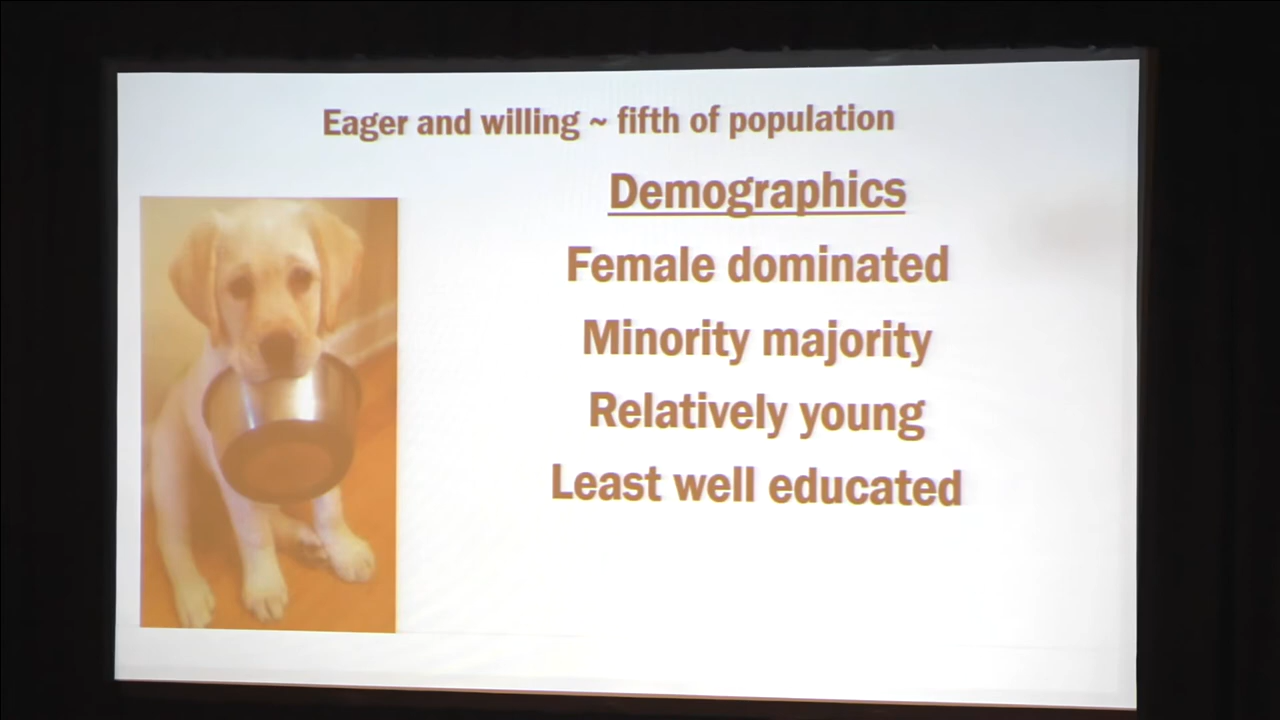 Eager and willing ~ fifth of population
Demographics
Female dominated
Minority majority
Relatively young
Least well educated